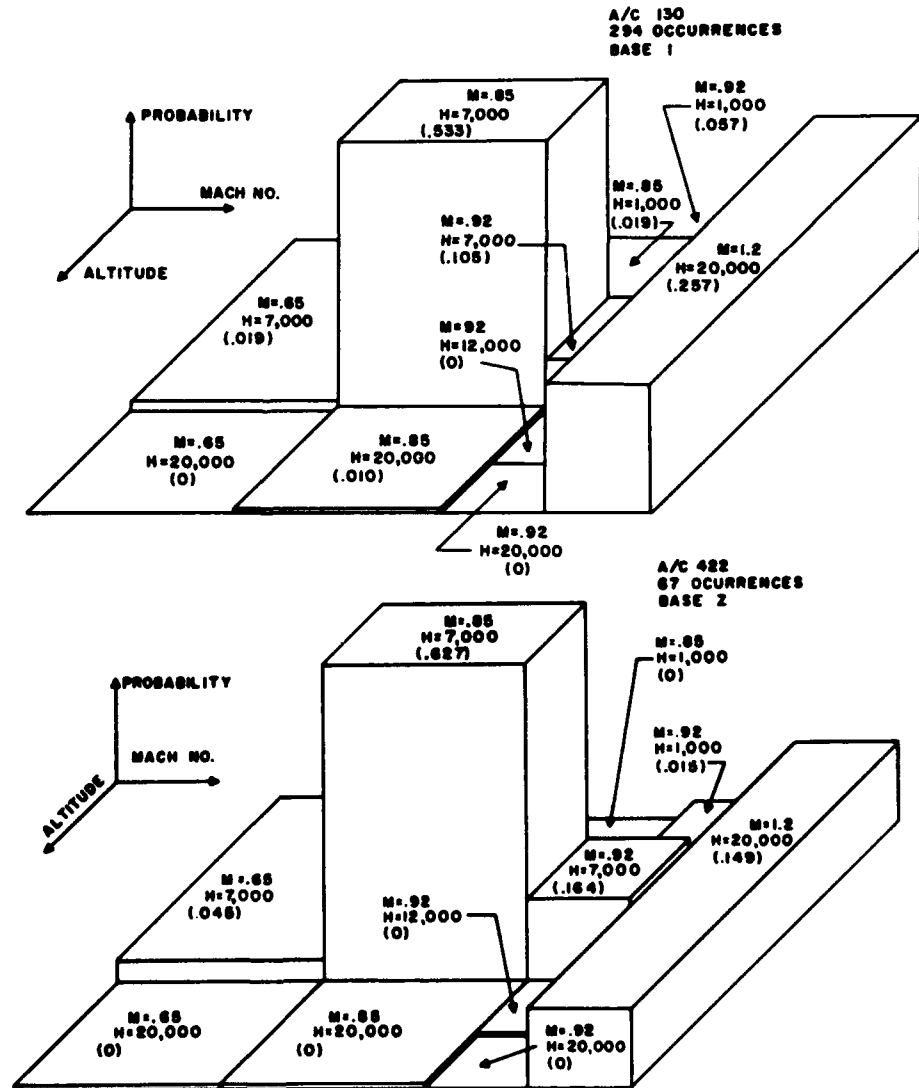 A/C 130
294 OCCURRENCES
BASE 1
M=.85
H=7,000
(.533)
M=.92
H=1,000
(.057)
PROBABILITY
MACH NO.
ALTITUDE
M=.85
H=1,000
(.019)
M=.92
H=7,000
(.105)
M=1.2
H=20,000
(.257)
M=.65
H=7,000
(.019)
M=.92
H=12,000
(0)
M=.65
H=20,000
(0)
M=.85
H=20,000
(.010)
M=.92
H=20,000
(0)
A/C 422
67 OCURRENCES
BASE 2
M=.85
H=7,000
(.627)
M=.85
H=1,000
(0)
PROBABILITY
MACH NO.
ALTITUDE
M=.92
H=1,000
(.015)
M=1.2
H=20,000
(.149)
M=.92
H=7,000
(.164)
M=.65
H=7,000
(.045)
M=.92
H=12,000
(0)
M=.65
H=20,000
(0)
M=.85
H=20,000
(0)
M=.92
H=20,000
(0)